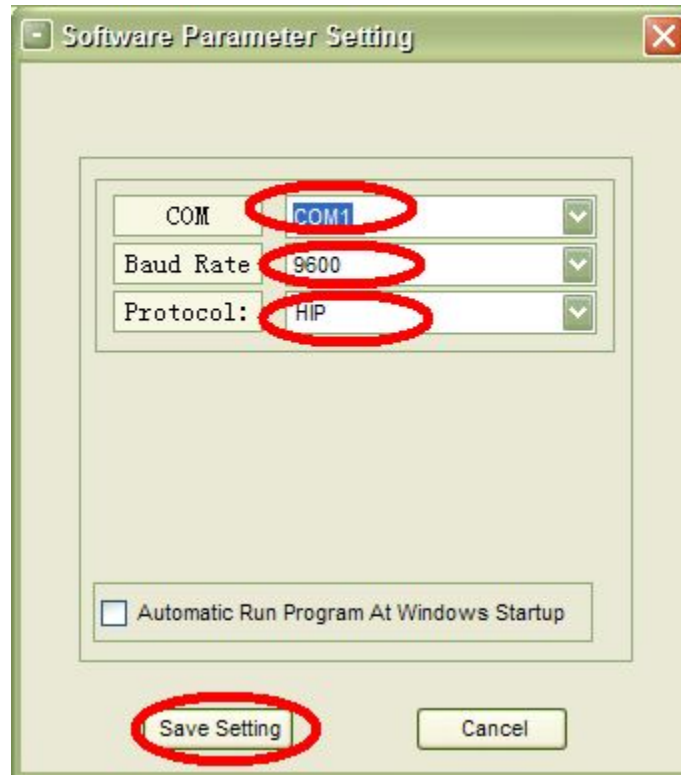 Software Parameter Setting
COM COM1
Baud Rate 9600
Protocol: HIP
Automatic Run Program At Windows Startup
Save Setting Cancel